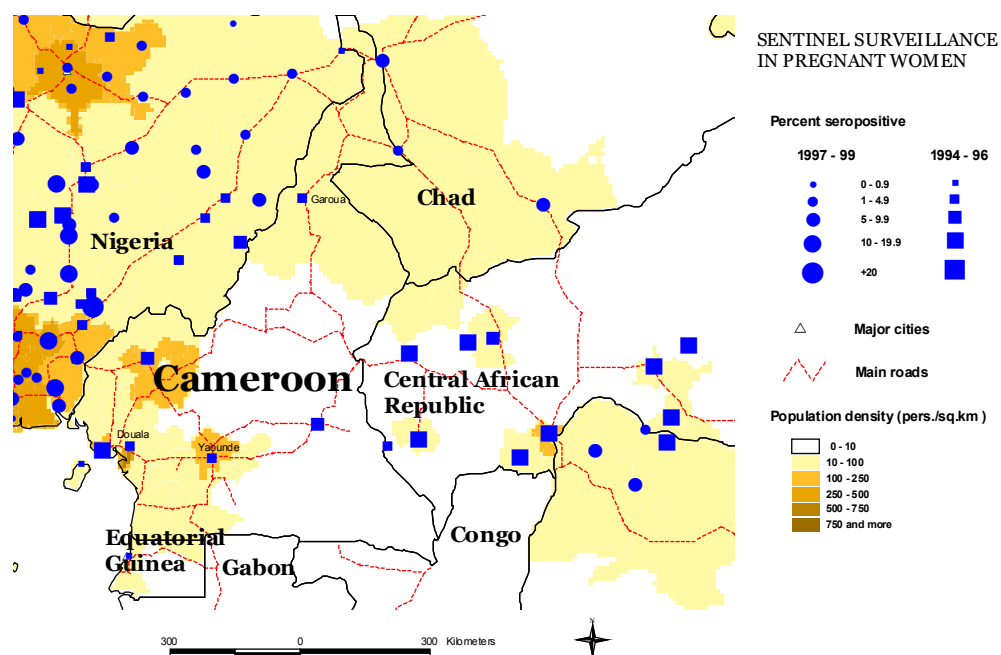 SENTINEL SURVEILLANCE
IN PREGNANT WOMEN
Percent seropositive
1997 - 99
1994 - 96
0 - 0.9
1 - 4.9
5 - 9.9
10 - 19.9
+20
Major cities
Main roads
Population density (pers./sq.km )
0 - 10
10 - 100
100 - 250
250 - 500
500 - 750
750 and more
Garoua
Chad
Nigeria
Cameroon
Central African
Republic
Douala
Yaounde
Equatorial
Guinea
Gabon
Congo
300
0
300
Kilometers
N